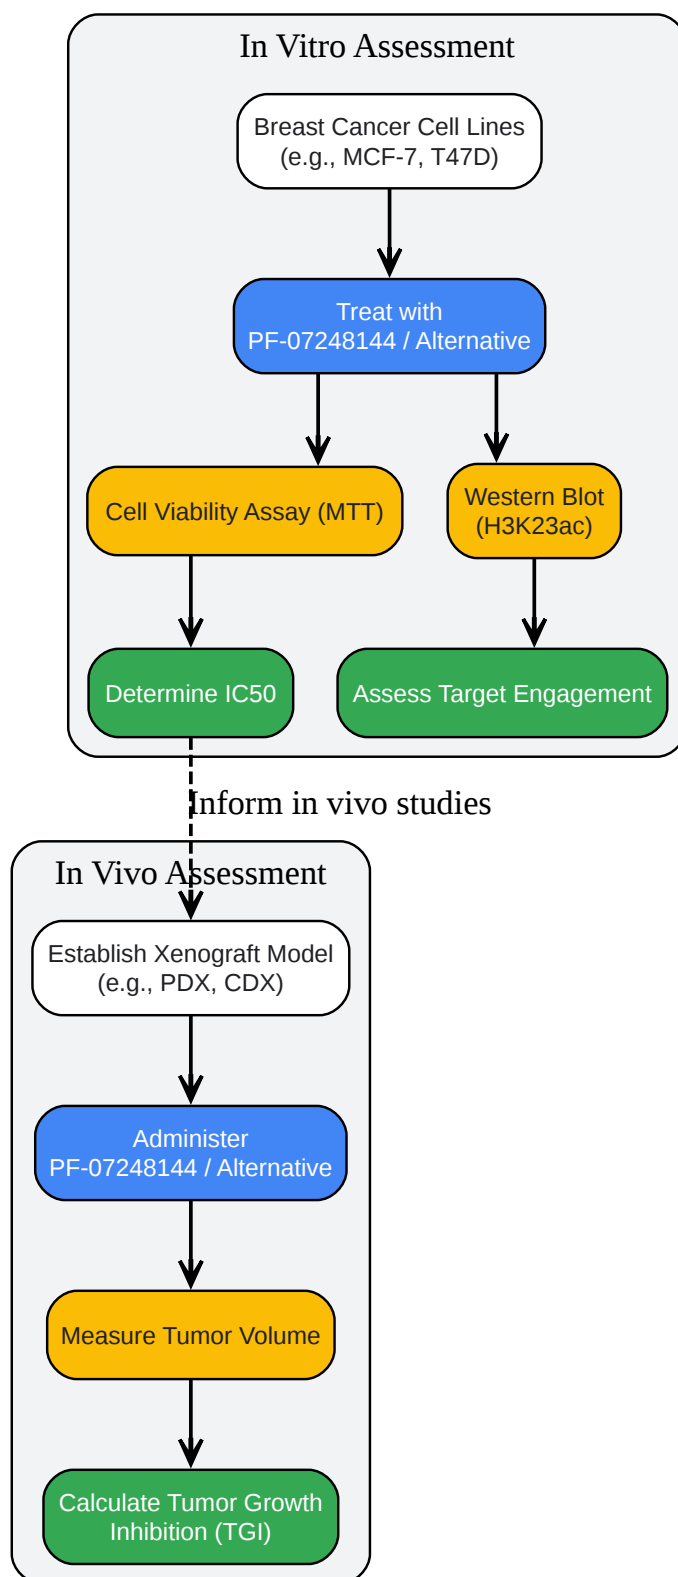 In Vitro Assessment
Breast Cancer Cell Lines
(e.g., MCF-7, T47D)
Treat with
PF-07248144 / Alternative
Cell Viability Assay (MTT)
Western Blot
(H3K23ac)
Determine IC50
Assess Target Engagement
Inform in vivo studies
In Vivo Assessment
Establish Xenograft Model
(e.g., PDX, CDX)
Administer
PF-07248144 / Alternative
Measure Tumor Volume
Calculate Tumor Growth
Inhibition (TGI)